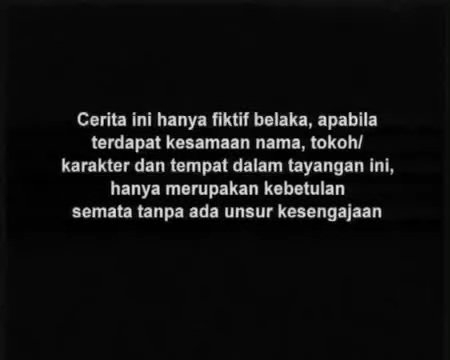 Cerita ini hanya fiktif belaka, apabila
terdapat kesamaan nama, tokoh/
karakter dan tempat dalam tayangan ini,
hanya merupakan kebetulan
semata tanpa ada unsur kesengajaan